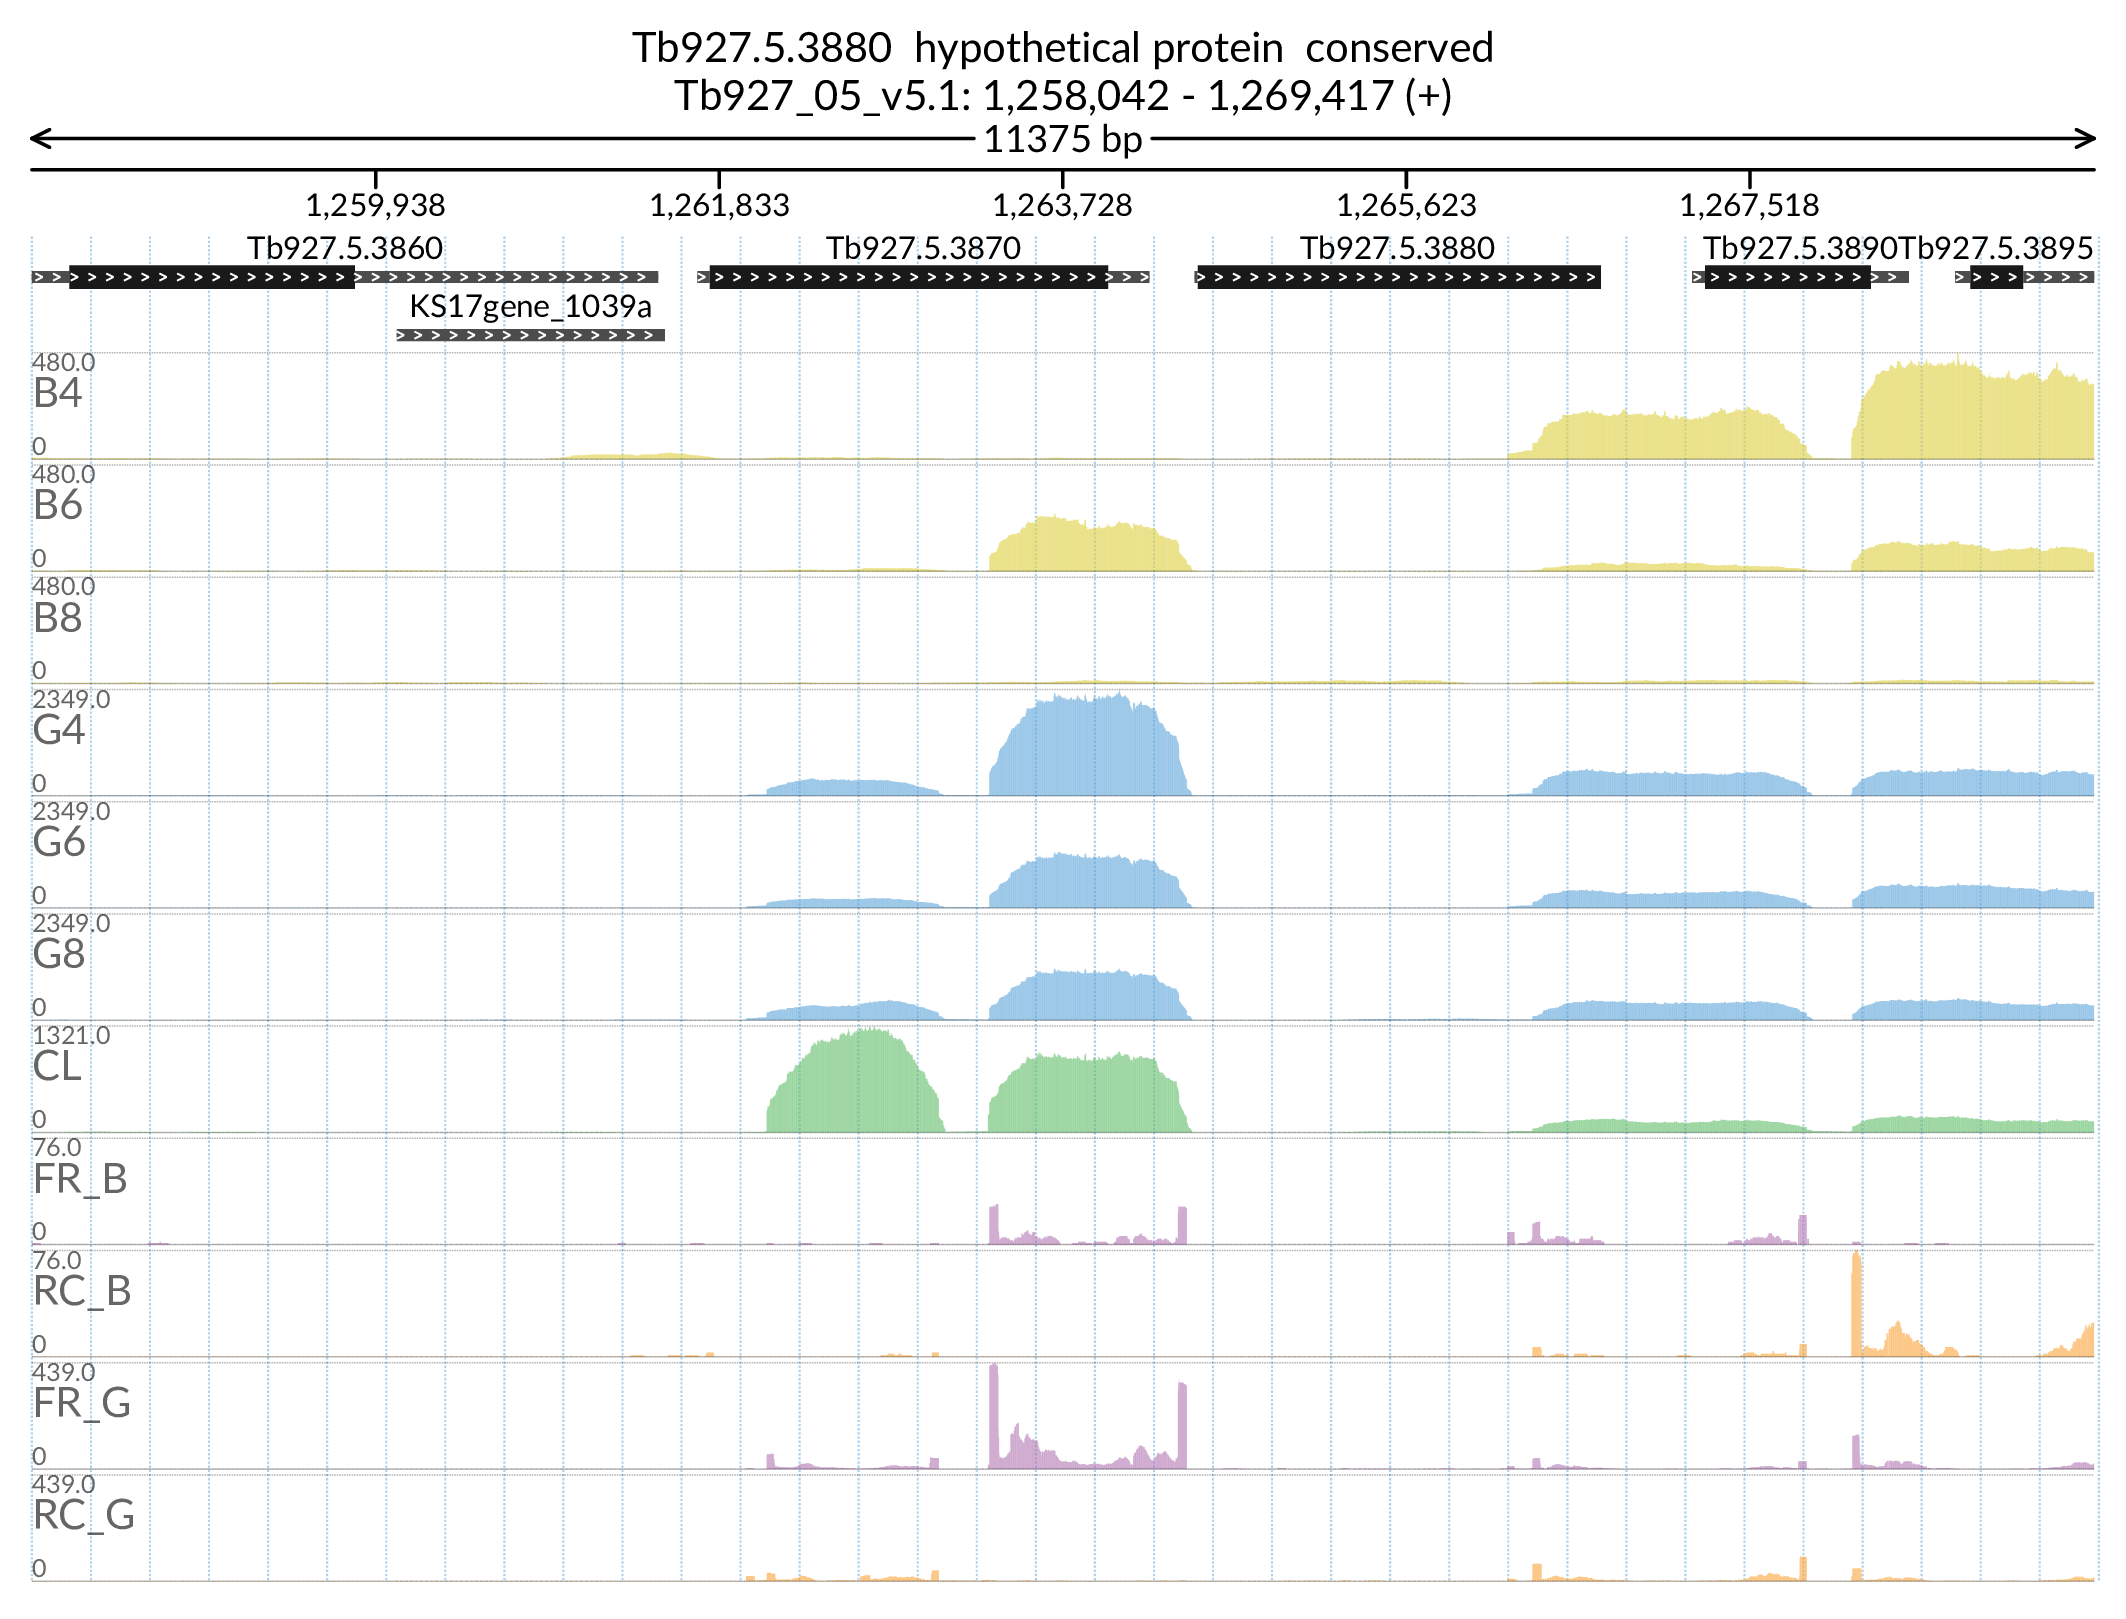 Tb927.5.3880  hypothetical protein  conserved
Tb927_05_v5.1: 1,258,042 - 1,269,417 (+)
11375 bp
1,259,938 1,261,833 1,263,728 1,265,623 1,267,518
Tb927.5.3860 Tb927.5.3870 Tb927.5.3880 Tb927.5.3890 Tb927.5.3895
KS17gene_1039a
480.0
B4
0
480.0
B6
0
480.0
B8
0
2349.0
G4
0
2349.0
G6
0
2349.0
G8
0
1321.0
CL
0
76.0
FR_B
0
76.0
RC_B
0
439.0
FR_G
0
439.0
RC_G
0